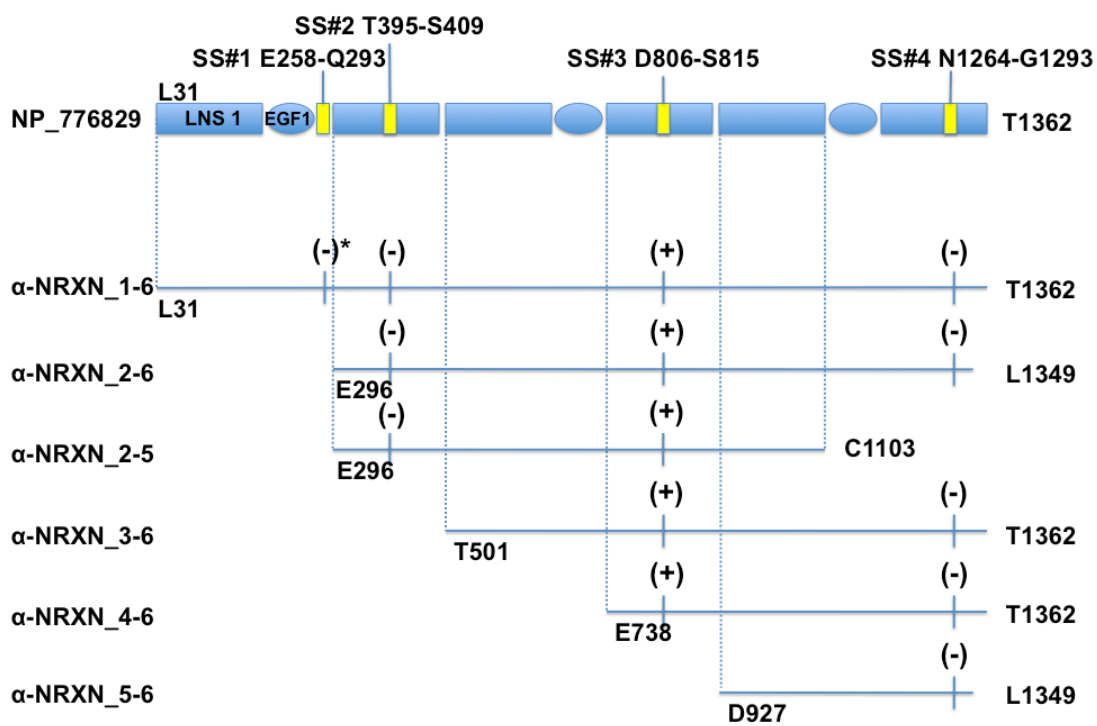 SS#2 T395-S409
SS#1 E258-Q293 SS#3 D806-S815 SS#4 N1264-G1293
L31
NP_776829 LNS 1 EGF1 T1362
(-)* (-) (+) (-)
α-NRXN_1-6 T1362
L31
(-) (+) (-)
α-NRXN_2-6 L1349
E296
(-) (+)
α-NRXN_2-5 C1103
E296
(+) (-)
α-NRXN_3-6 T1362
T501
(+) (-)
α-NRXN_4-6 T1362
E738
(-)
α-NRXN_5-6 L1349
D927